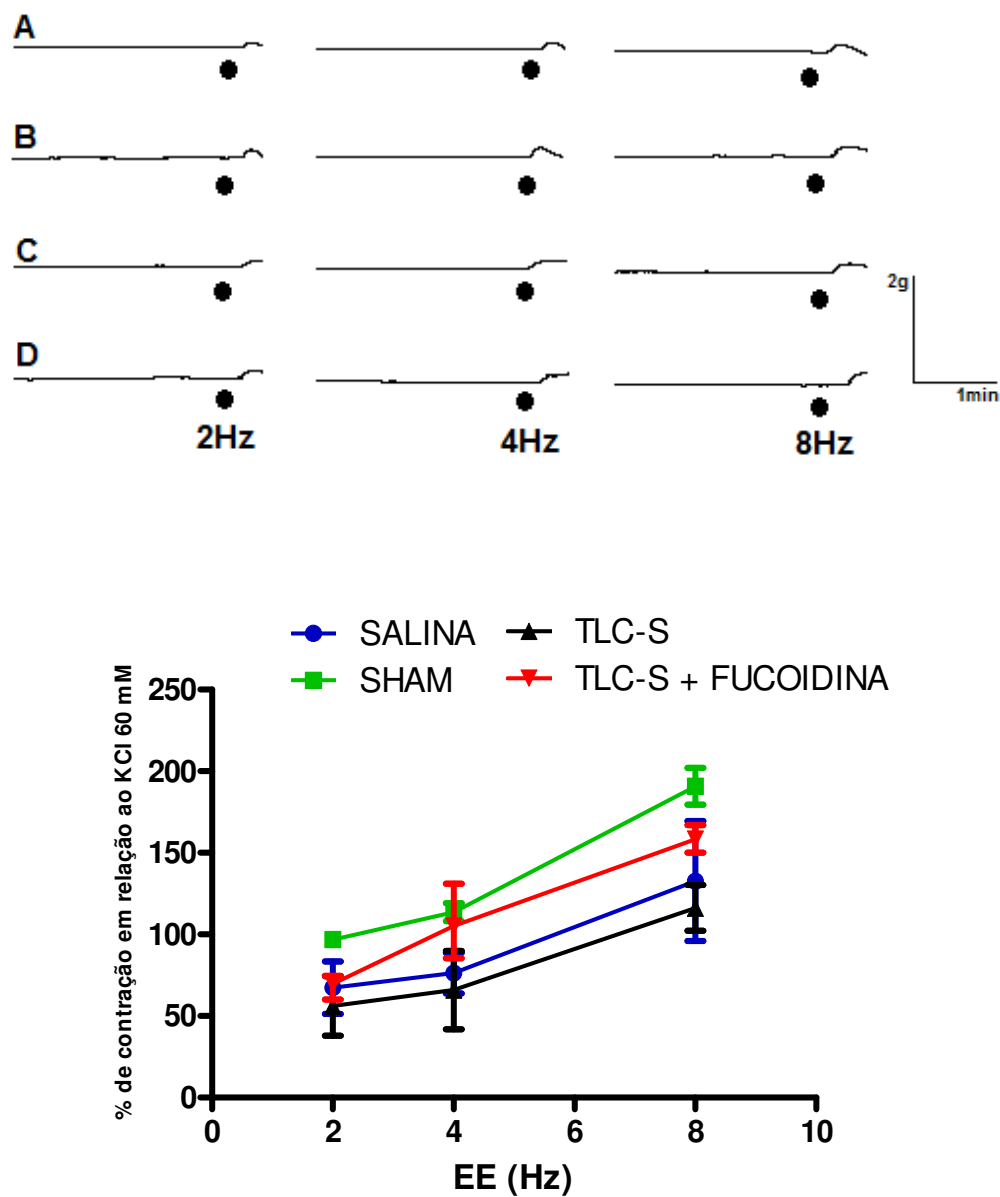 A
B
C
2g
D
1min
2Hz 4Hz 8Hz
SALINA TLC-S
SHAM TLC-S + FUCOIDINA
% de contração em relação ao KCl 60 mM
250
200
150
100
50
0
0 2 4 6 8 10
EE (Hz)